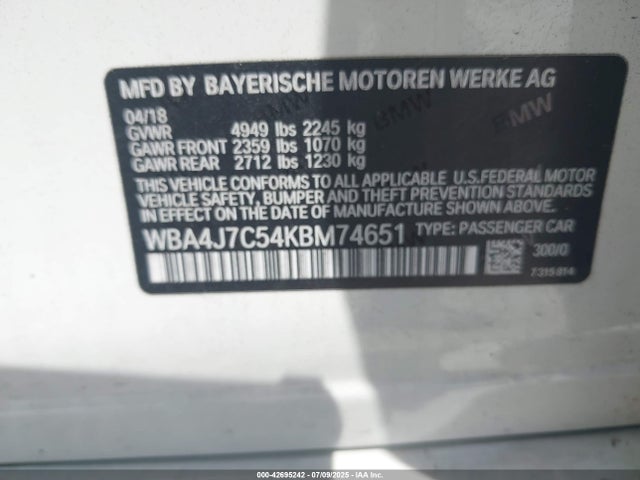 MFD BY BAYERISCHE MOTOREN WERKE AG
04/18
GVWR 4949 lbs 2245 kg
GAWR FRONT 2359 lbs 1070 kg
GAWR REAR 2712 lbs 1230 kg
THIS VEHICLE CONFORMS TO ALL APPLICABLE U.S.FEDERAL MOTOR
VEHICLE SAFETY, BUMPER AND THEFT PREVENTION STANDARDS
IN EFFECT ON THE DATE OF MANUFACTURE SHOWN ABOVE.
WBA4J7C54KBM74651 TYPE: PASSENGER CAR
300/0
7315814
BMW
000-42695242 - 07/09/2025 - IAAI.COM